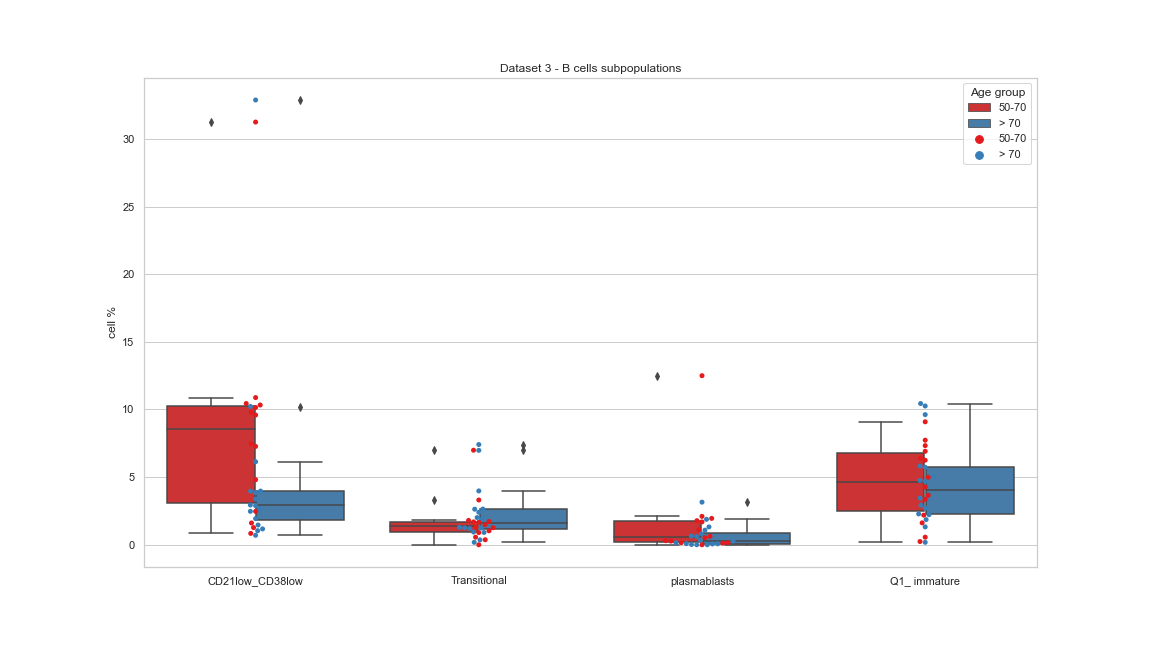 Dataset 3 - B cells subpopulations
Age group
50-70
> 70
50-70
> 70
cell %
30
25
20
15
10
5
0
CD21low_CD38low
Transitional
plasmablasts
Q1_ immature